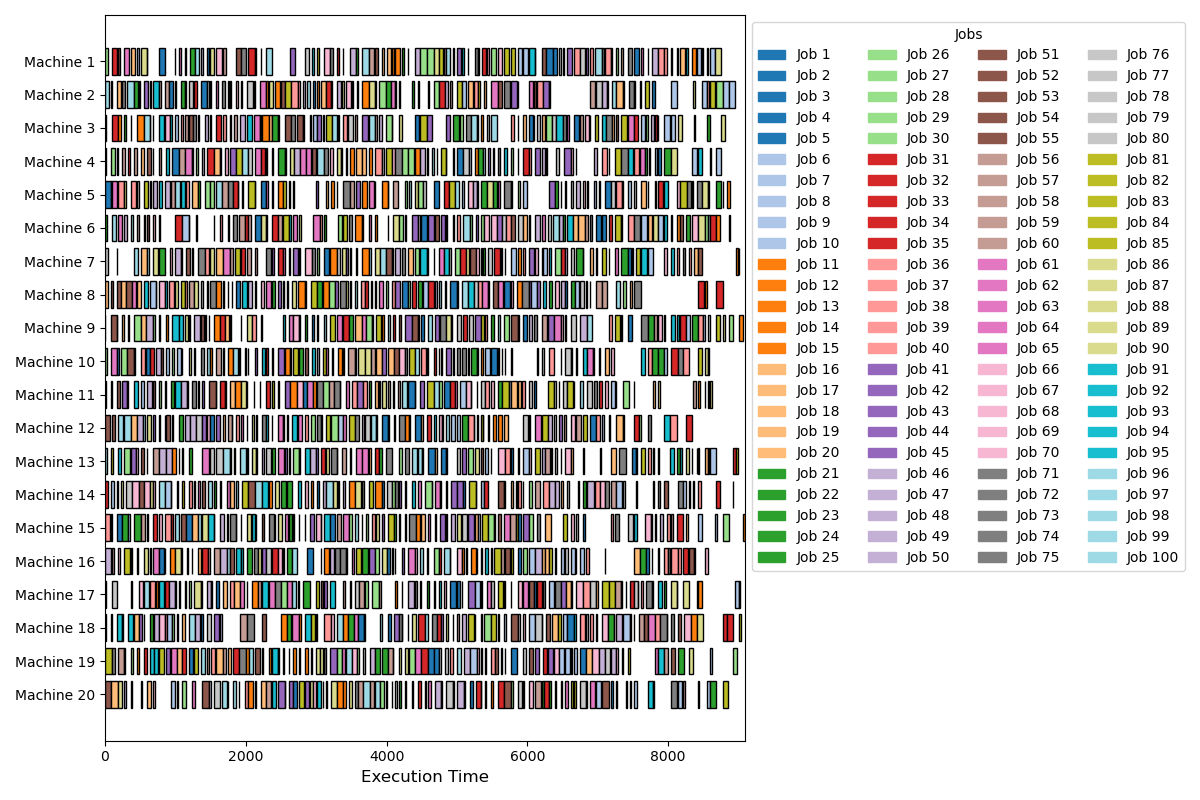 Machine 1
Machine 2
Machine 3
Machine 4
Machine 5
Machine 6
Machine 7
Machine 8
Machine 9
Machine 10
Machine 11
Machine 12
Machine 13
Machine 14
Machine 15
Machine 16
Machine 17
Machine 18
Machine 19
Machine 20
0 2000 4000 6000 8000
Execution Time
Jobs
Job 1 Job 26 Job 51 Job 76
Job 2 Job 27 Job 52 Job 77
Job 3 Job 28 Job 53 Job 78
Job 4 Job 29 Job 54 Job 79
Job 5 Job 30 Job 55 Job 80
Job 6 Job 31 Job 56 Job 81
Job 7 Job 32 Job 57 Job 82
Job 8 Job 33 Job 58 Job 83
Job 9 Job 34 Job 59 Job 84
Job 10 Job 35 Job 60 Job 85
Job 11 Job 36 Job 61 Job 86
Job 12 Job 37 Job 62 Job 87
Job 13 Job 38 Job 63 Job 88
Job 14 Job 39 Job 64 Job 89
Job 15 Job 40 Job 65 Job 90
Job 16 Job 41 Job 66 Job 91
Job 17 Job 42 Job 67 Job 92
Job 18 Job 43 Job 68 Job 93
Job 19 Job 44 Job 69 Job 94
Job 20 Job 45 Job 70 Job 95
Job 21 Job 46 Job 71 Job 96
Job 22 Job 47 Job 72 Job 97
Job 23 Job 48 Job 73 Job 98
Job 24 Job 49 Job 74 Job 99
Job 25 Job 50 Job 75 Job 100